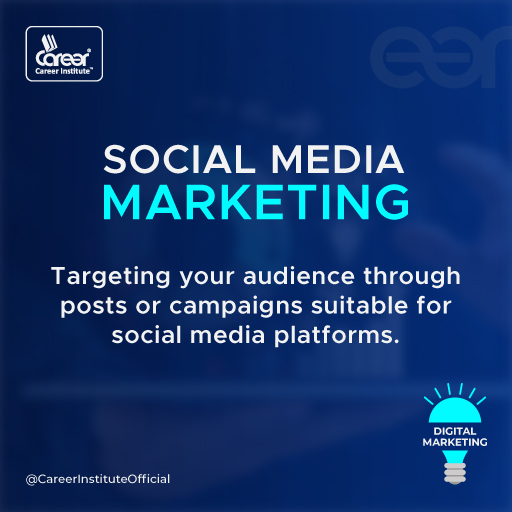 Career®
Career Institute™
SOCIAL MEDIA
MARKETING
Targeting your audience through
posts or campaigns suitable for
social media platforms.
DIGITAL
MARKETING
@CareerInstituteOfficial